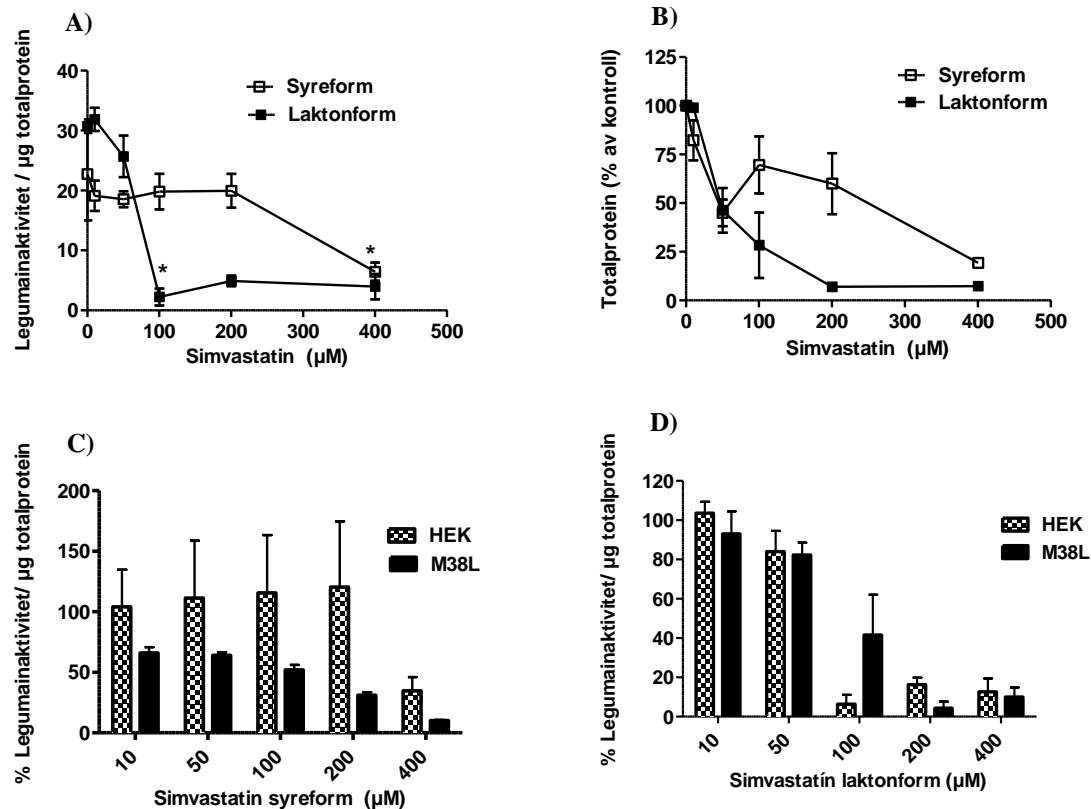 A)
Legumainaktivitet / µg totalprotein
40
30
20
10
0
Syreform
Laktonform
*
*
0 100 200 300 400 500
Simvastatin (µM)
B)
Totalprotein (% av kontroll)
125
100
75
50
25
0
Syreform
Laktonform
0 100 200 300 400 500
Simvastatin (µM)
C)
% Legumainaktivitet/ µg totalprotein
200
150
100
50
0
HEK
M38L
10 50 100 200 400
Simvastatin syreform (µM)
D)
% Legumainaktivitet/ µg totalprotein
120
100
80
60
40
20
0
HEK
M38L
10 50 100 200 400
Simvastatín laktonform (µM)